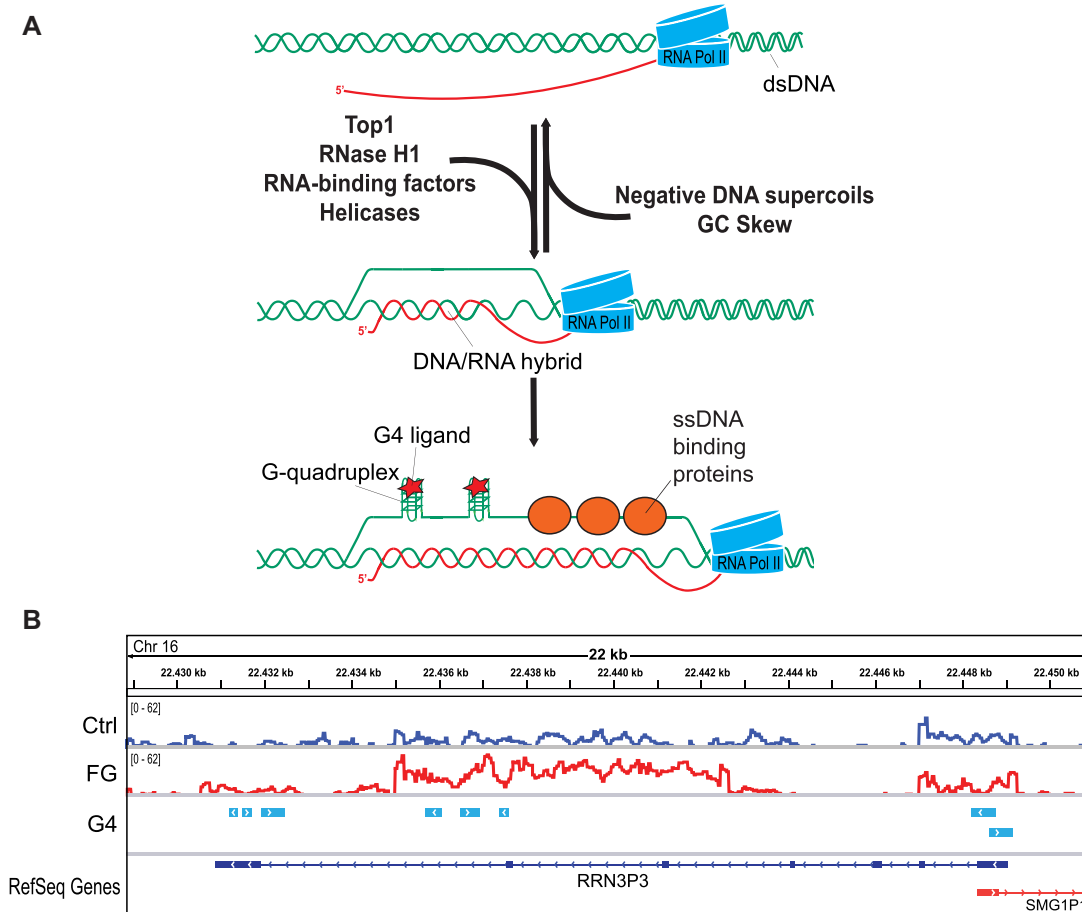 A
RNA Pol II
dsDNA
5'
Top1
RNase H1
RNA-binding factors
Helicases
Negative DNA supercoils
GC Skew
RNA Pol II
5'
DNA/RNA hybrid
G4 ligand
G-quadruplex
ssDNA
binding
proteins
RNA Pol II
5'
B
Chr 16
22 kb
22.430 kb 22.432 kb 22.434 kb 22.436 kb 22.438 kb 22.440 kb 22.442 kb 22.444 kb 22.446 kb 22.448 kb 22.450 kb
[0 - 62]
Ctrl
[0 - 62]
FG
G4
RefSeq Genes
RRN3P3
SMG1P1